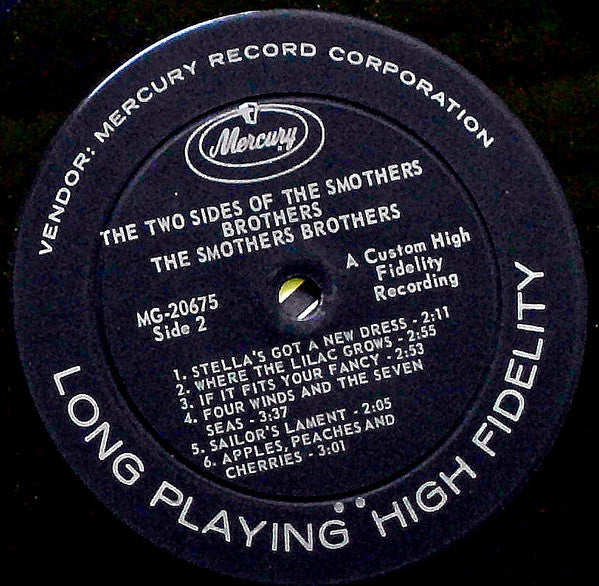 VENDOR: MERCURY RECORD CORPORATION
Mercury
THE TWO SIDES OF THE SMOTHERS
BROTHERS
THE SMOTHERS BROTHERS
A Custom High
Fidelity
Recording
MG-20675
Side 2
1. STELLA'S GOT A NEW DRESS - 2:11
2. WHERE THE LILAC GROWS - 2:55
3. IF IT FITS YOUR FANCY - 2:53
4. FOUR WINDS AND THE SEVEN
SEAS - 3:37
5. SAILOR'S LAMENT - 2:05
6. APPLES, PEACHES AND
CHERRIES - 3:01
LONG PLAYING HIGH FIDELITY